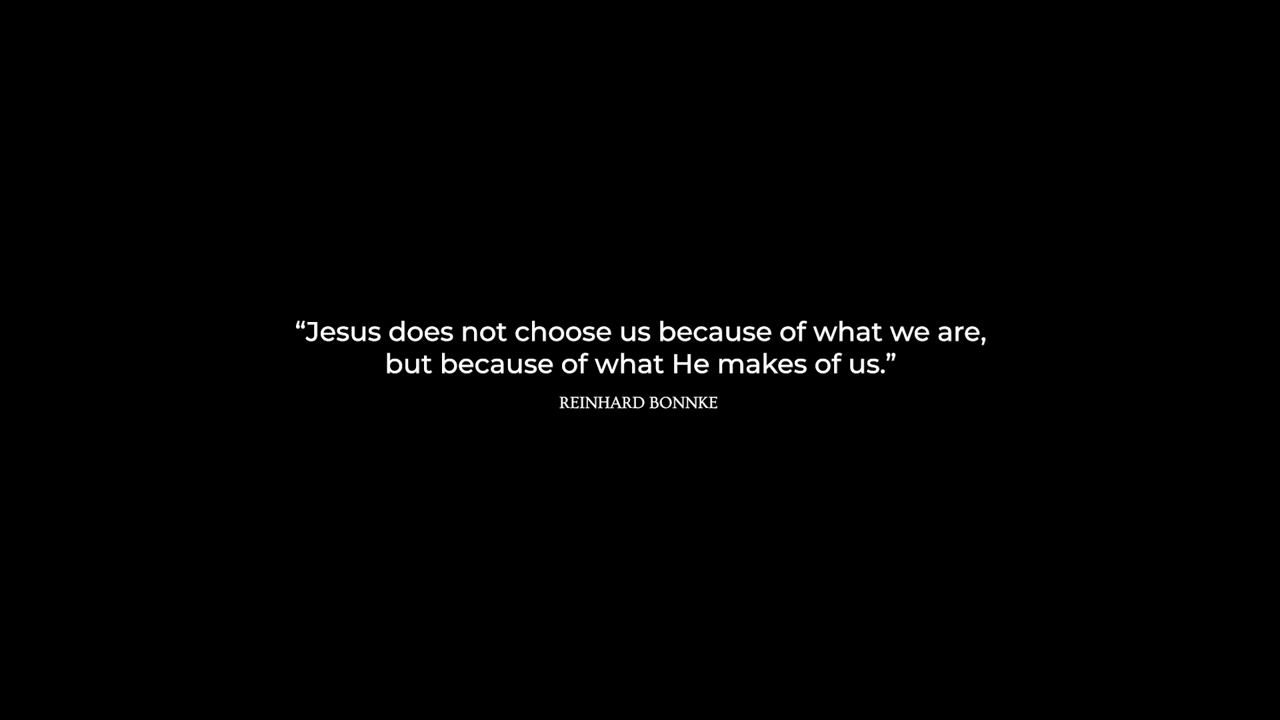 “Jesus does not choose us because of what we are,
but because of what He makes of us.”
REINHARD BONNKE